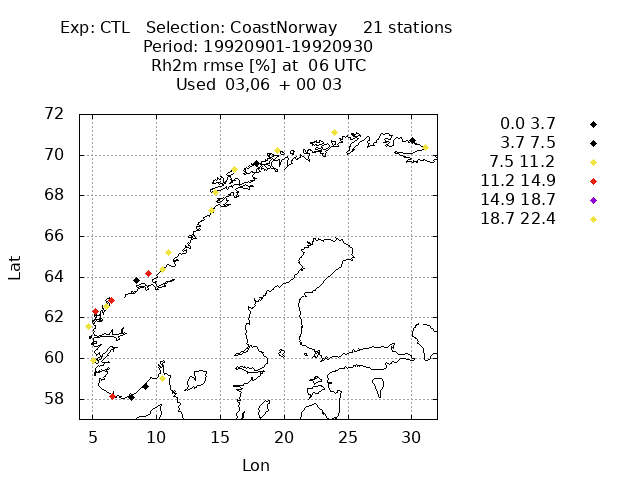 Exp: CTL Selection: CoastNorway 21 stations
Period: 19920901-19920930
Rh2m rmse [%] at 06 UTC
Used 03,06 + 00 03
72
70
68
66
64
62
60
58
Lat
5 10 15 20 25 30
Lon
0.0 3.7
3.7 7.5
7.5 11.2
11.2 14.9
14.9 18.7
18.7 22.4